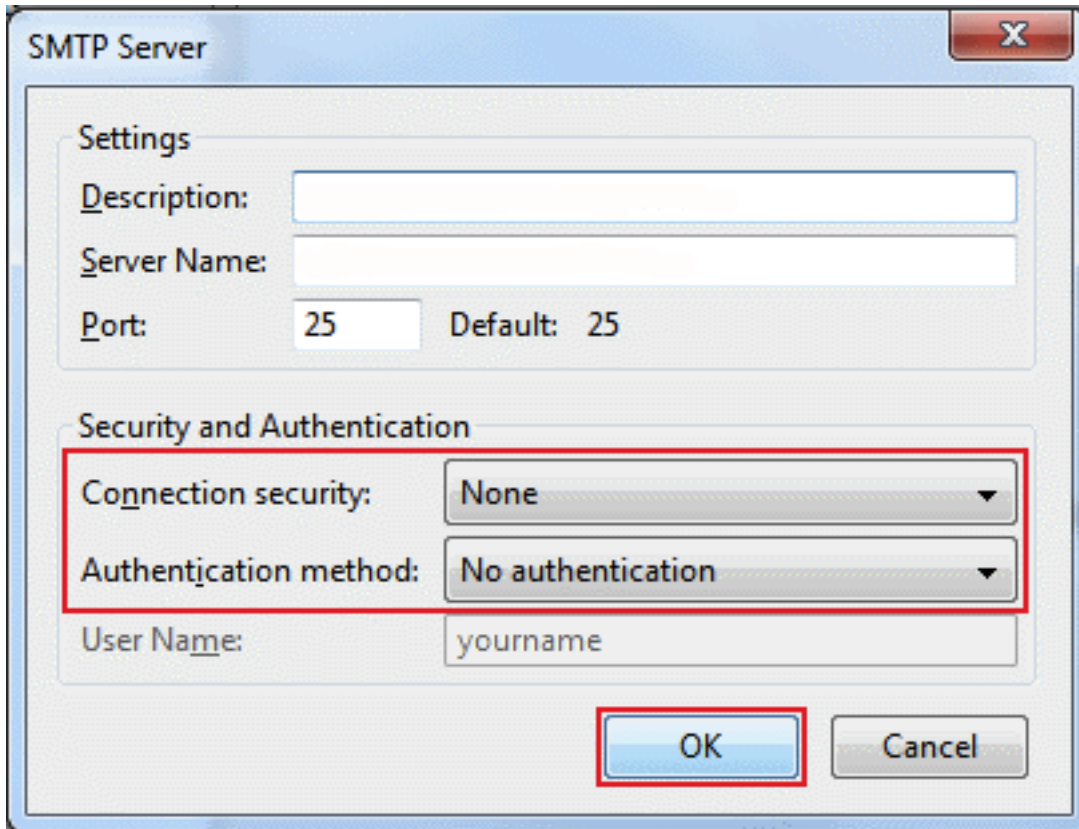 SMTP Server
Settings
Description:
Server Name:
Port: 25 Default: 25
Security and Authentication
Connection security: None
Authentication method: No authentication
User Name: yourname
OK Cancel